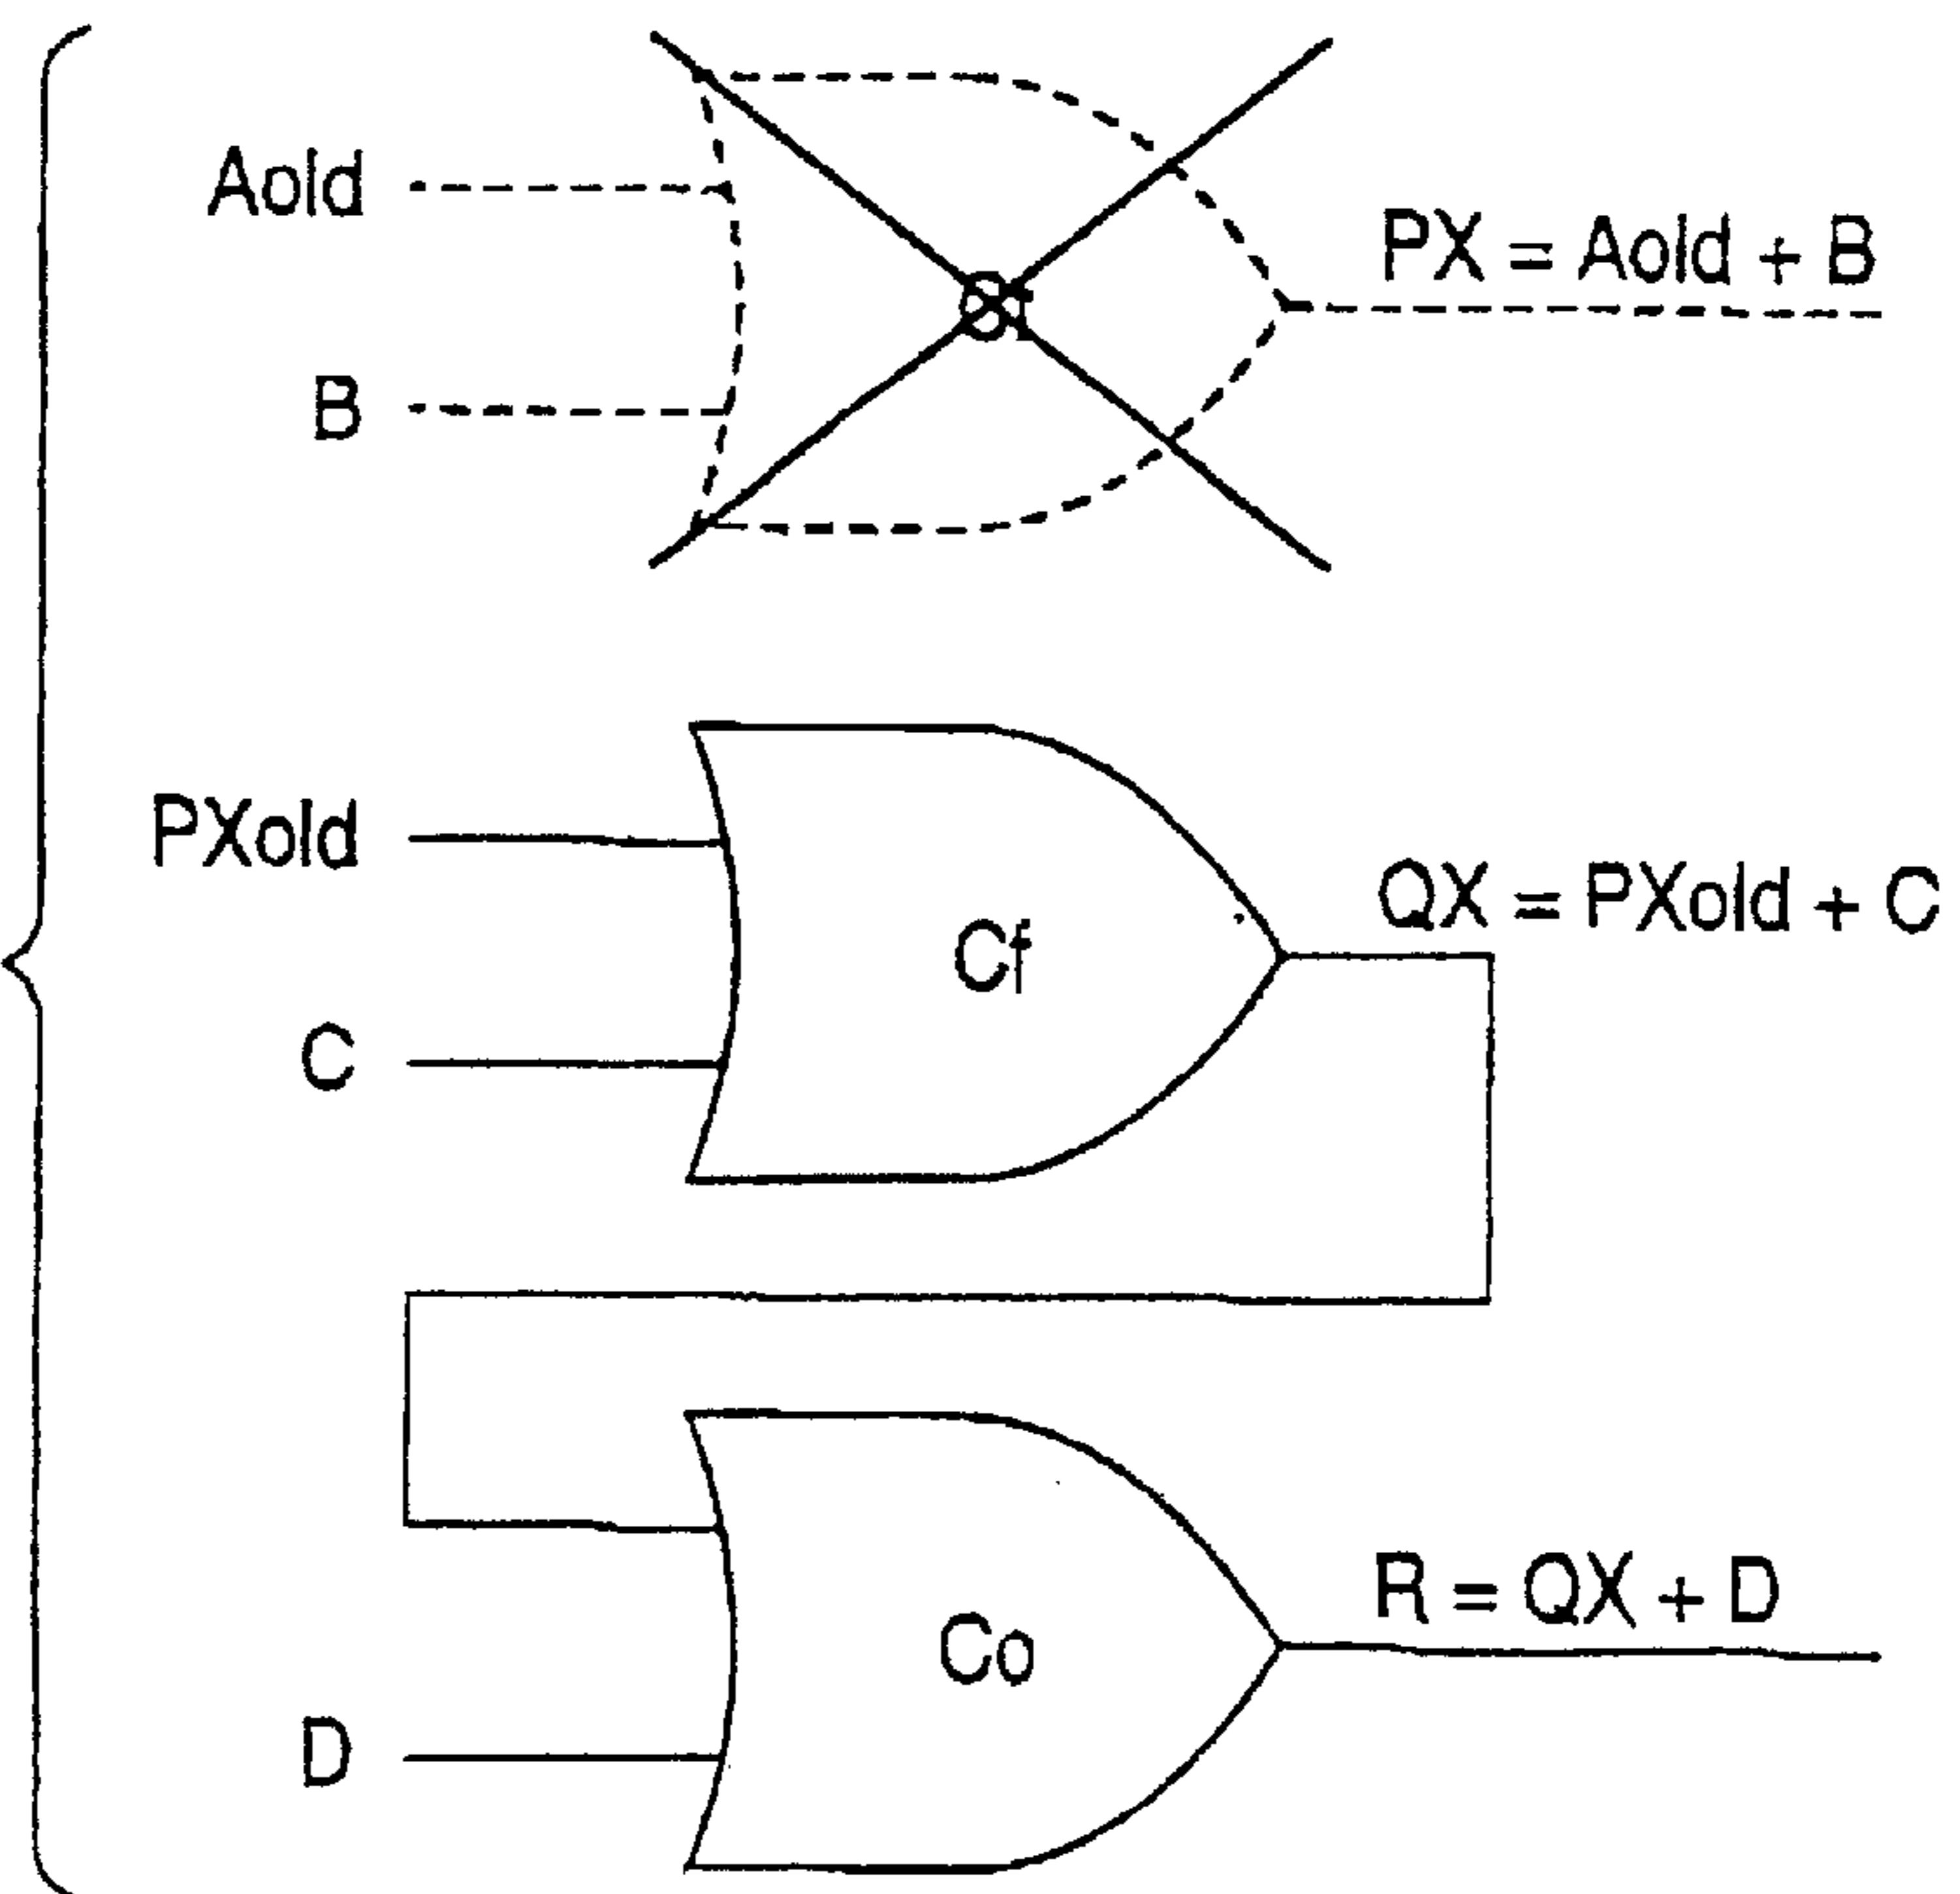 Aold
PX = Aold + B
B
PXold
QX = PXold + C
Cf
C
R = QX + D
Co
D